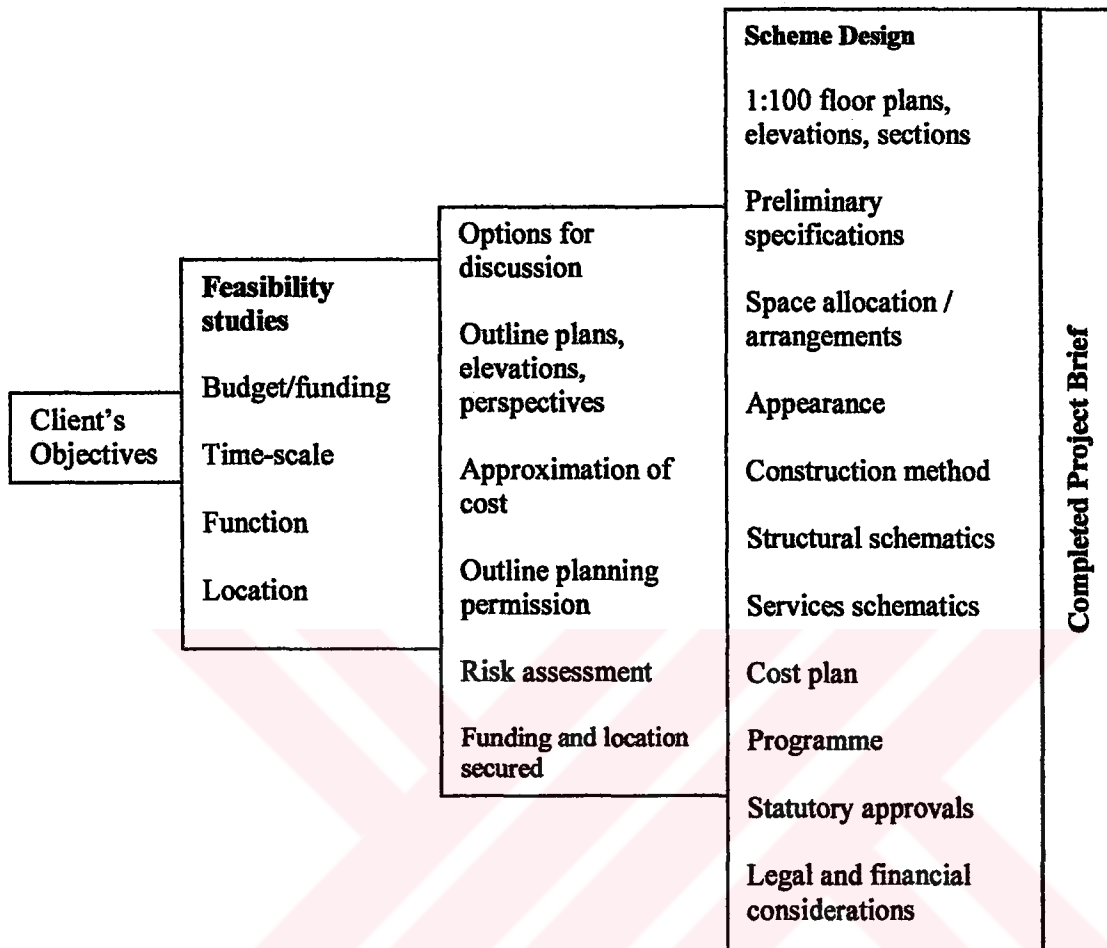 Client's
Objectives
Feasibility
studies
Budget/funding
Time-scale
Function
Location
Options for
discussion
Outline plans,
elevations,
perspectives
Approximation of
cost
Outline planning
permission
Risk assessment
Funding and location
secured
Scheme Design
1:100 floor plans,
elevations, sections
Preliminary
specifications
Space allocation /
arrangements
Appearance
Construction method
Structural schematics
Services schematics
Cost plan
Programme
Statutory approvals
Legal and financial
considerations
Completed Project Brief